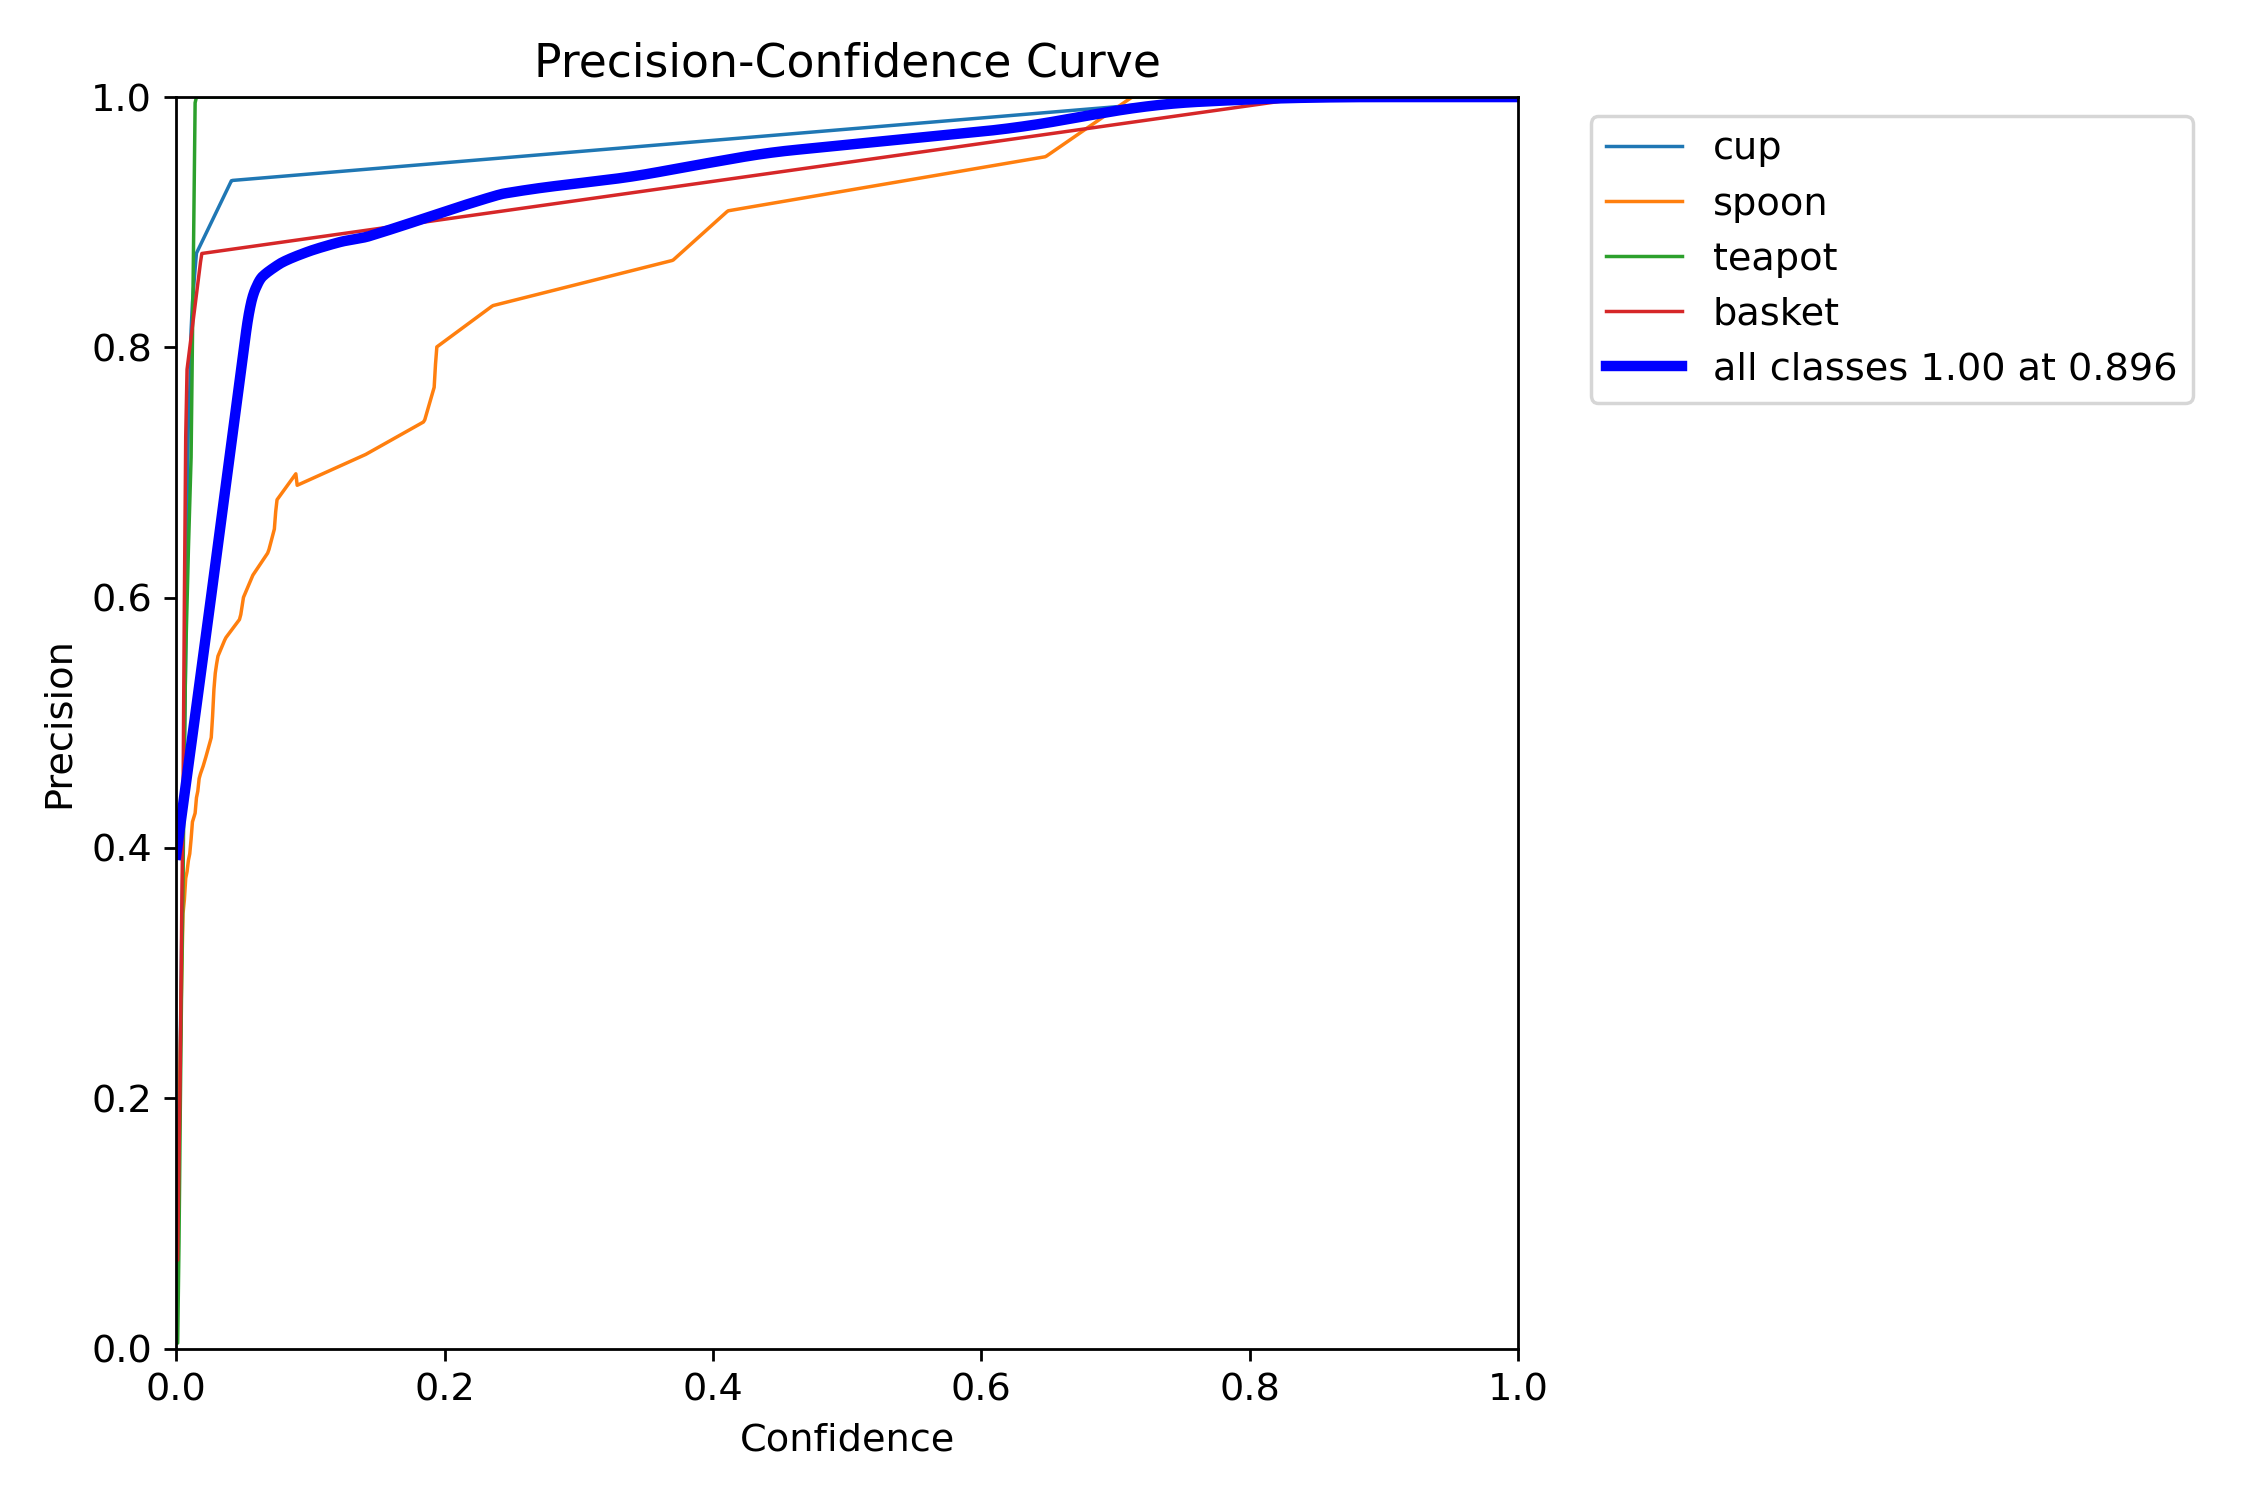 Precision-Confidence Curve
1.0
0.8
0.6
0.4
0.2
0.0
Precision
0.0 0.2 0.4 0.6 0.8 1.0
Confidence
cup
spoon
teapot
basket
all classes 1.00 at 0.896